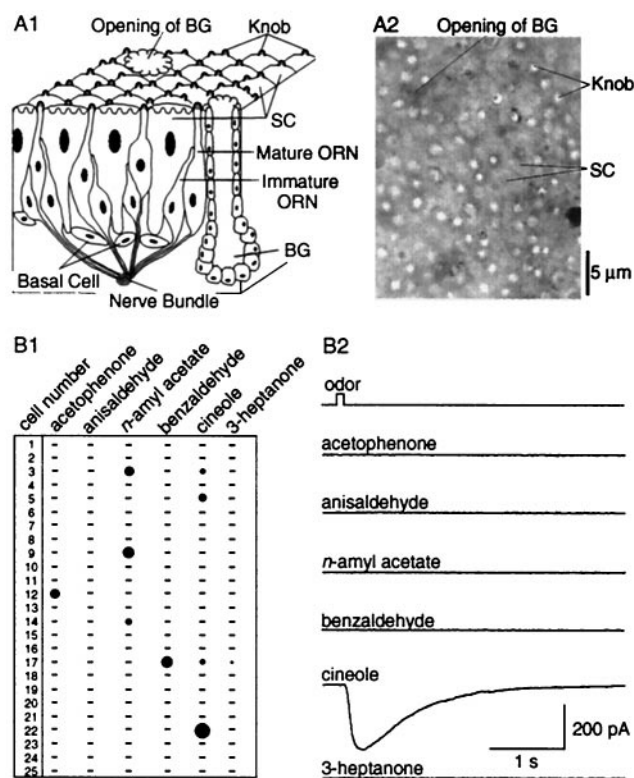 A1
Opening of BG
Knob
SC
Mature ORN
Immature ORN
BG
Basal Cell
Nerve Bundle
A2
Opening of BG
Knob
SC
5 μm
B1
cell number
acetophenone
anisaldehyde
n-amyl acetate
benzaldehyde
cineole
3-heptanone
1
2
3
4
5
6
7
8
9
10
11
12
13
14
15
16
17
18
19
20
21
22
23
24
25
B2
odor
acetophenone
anisaldehyde
n-amyl acetate
benzaldehyde
cineole
200 pA
1 s
3-heptanone